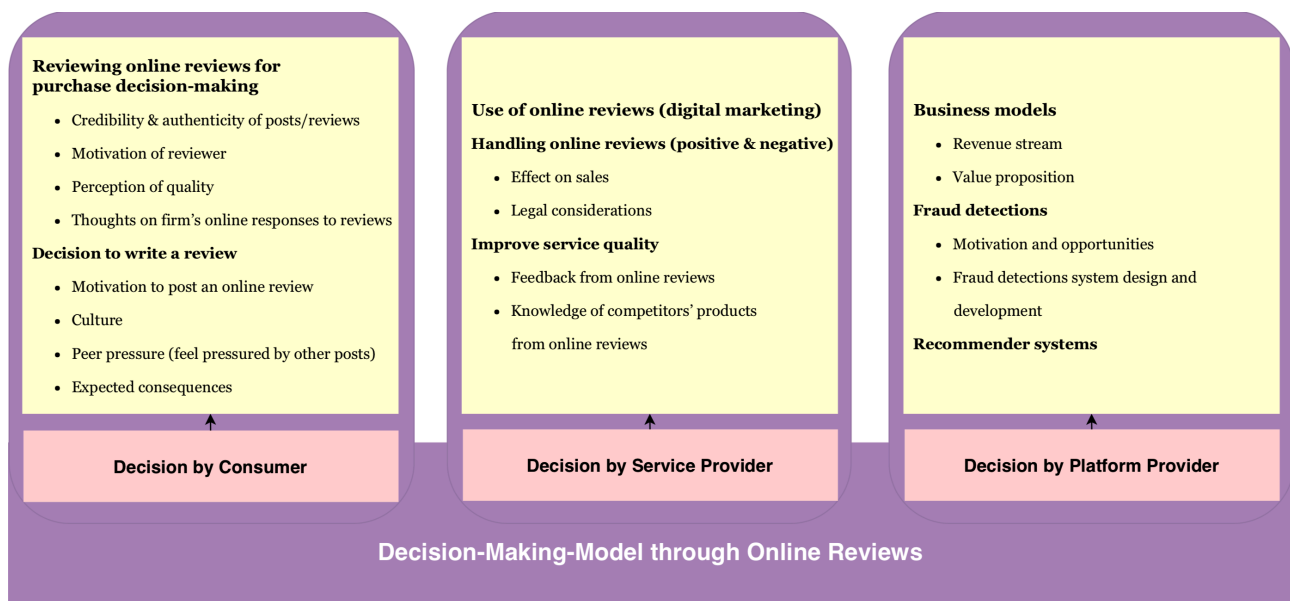 Reviewing online reviews for
purchase decision-making
• Credibility & authenticity of posts/reviews
• Motivation of reviewer
• Perception of quality
• Thoughts on firm's online responses to reviews
Decision to write a review
• Motivation to post an online review
• Culture
• Peer pressure (feel pressured by other posts)
• Expected consequences
Decision by Consumer
Use of online reviews (digital marketing)
Handling online reviews (positive & negative)
• Effect on sales
• Legal considerations
Improve service quality
• Feedback from online reviews
• Knowledge of competitors' products
from online reviews
Decision by Service Provider
Business models
• Revenue stream
• Value proposition
Fraud detections
• Motivation and opportunities
• Fraud detections system design and
development
Recommender systems
Decision by Platform Provider
Decision-Making-Model through Online Reviews